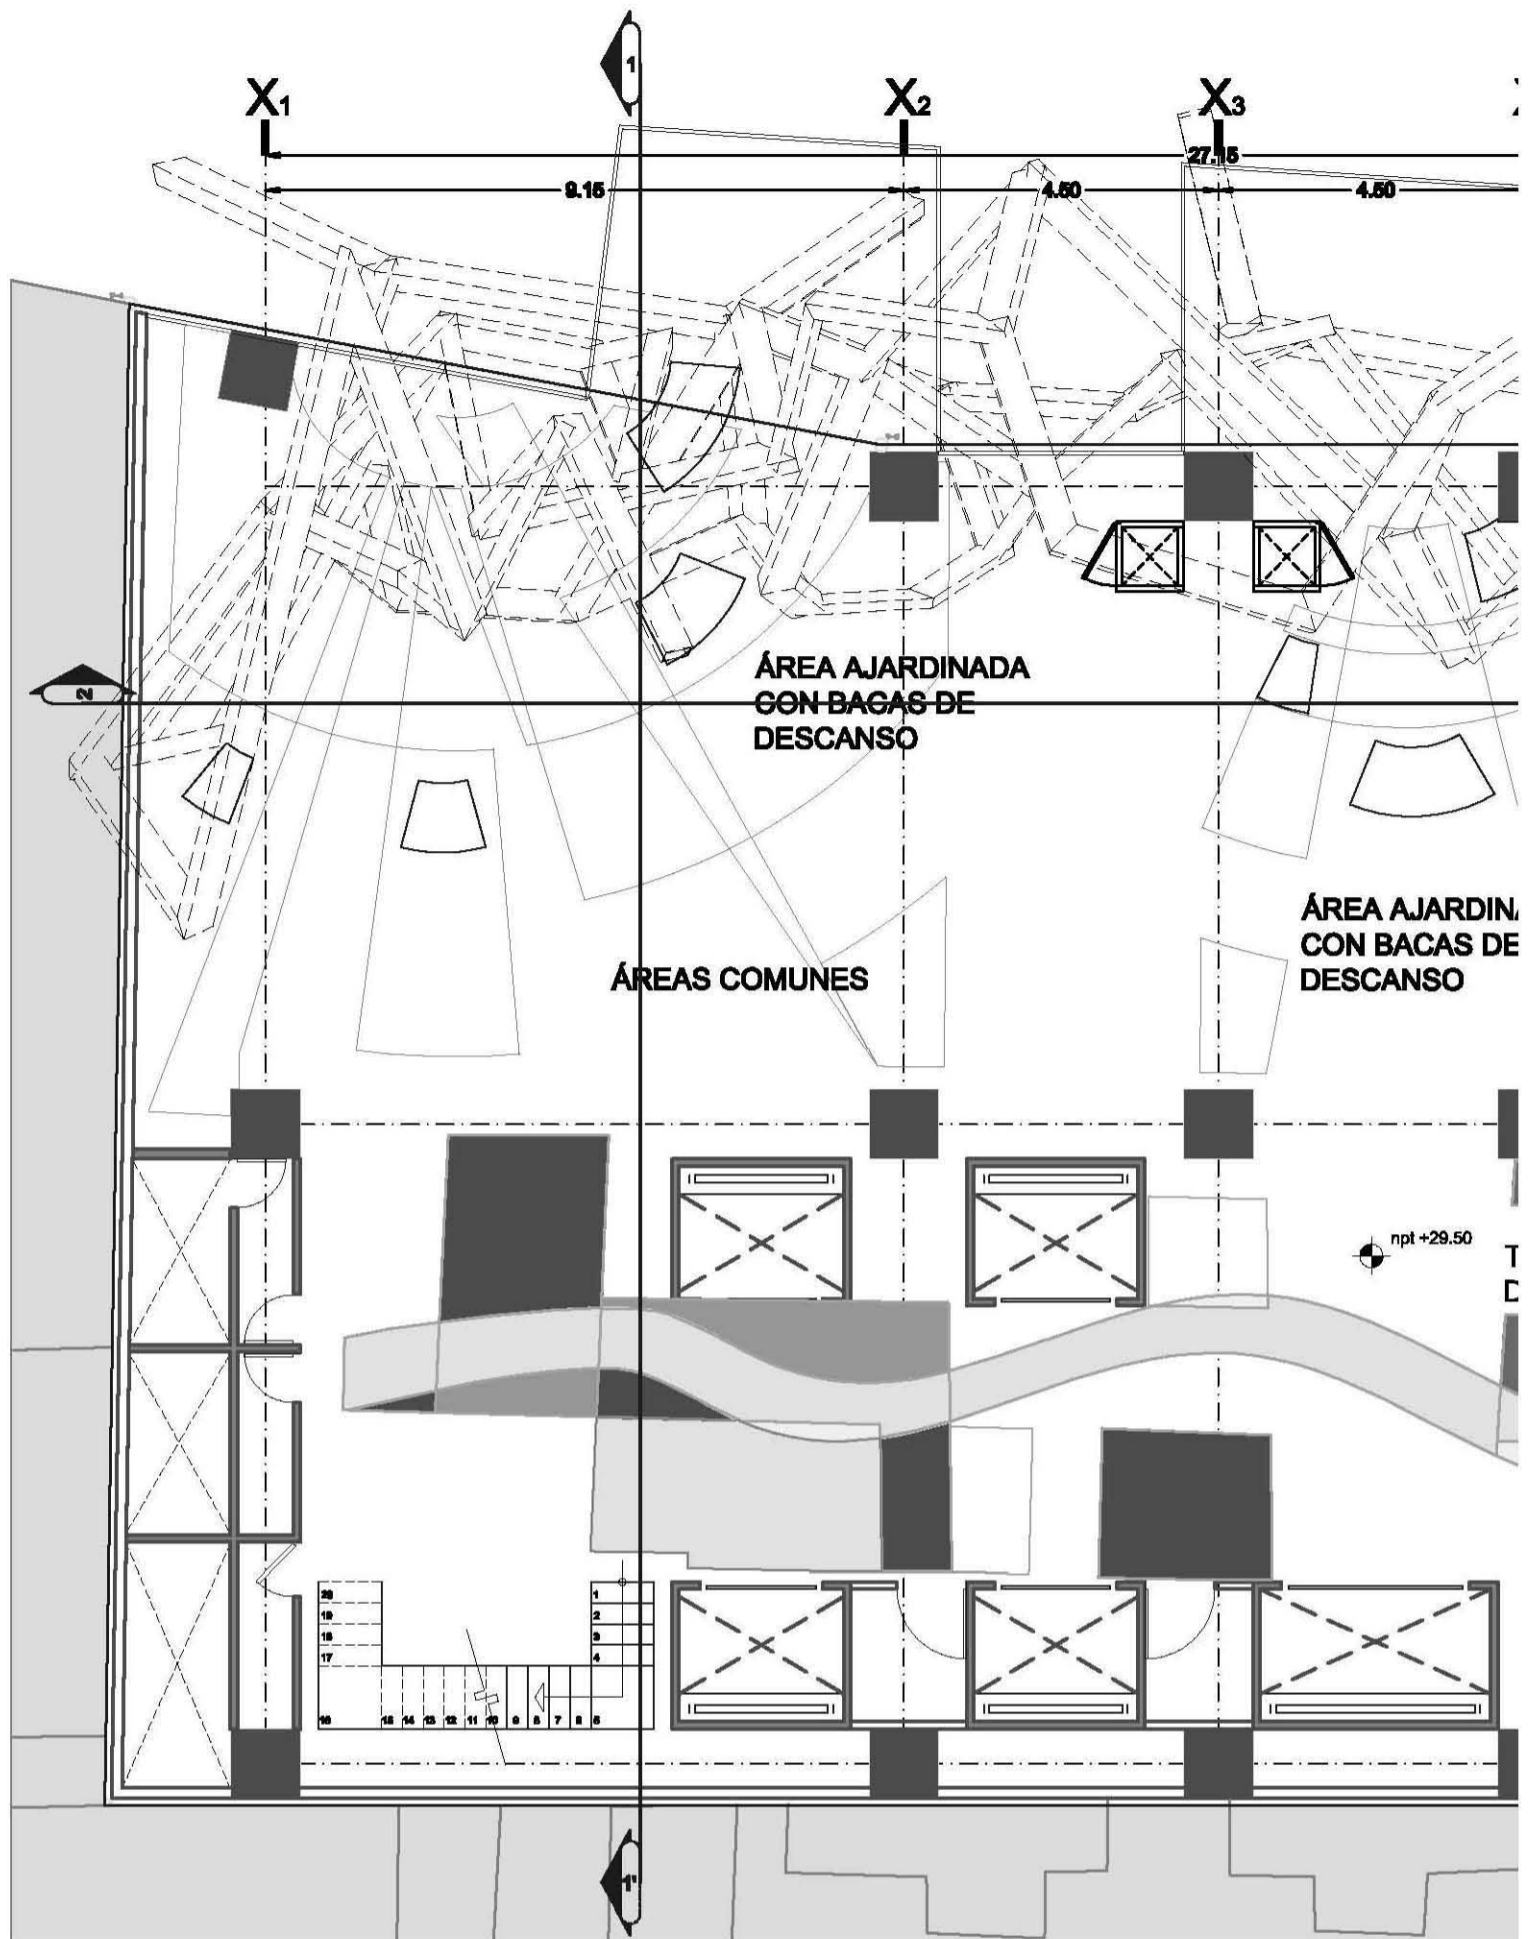 1
X1
X2
X3
27.15
9.15
4.50
4.50
2
ÁREA AJARDINADA
CON BACAS DE
DESCANSO
ÁREAS COMUNES
ÁREA AJARDINA
CON BACAS DE
DESCANSO
npt +29.50
T
D
20
19
18
17
1
2
3
4
16
15
14
13
12
11
10
9
8
7
6
5
1'